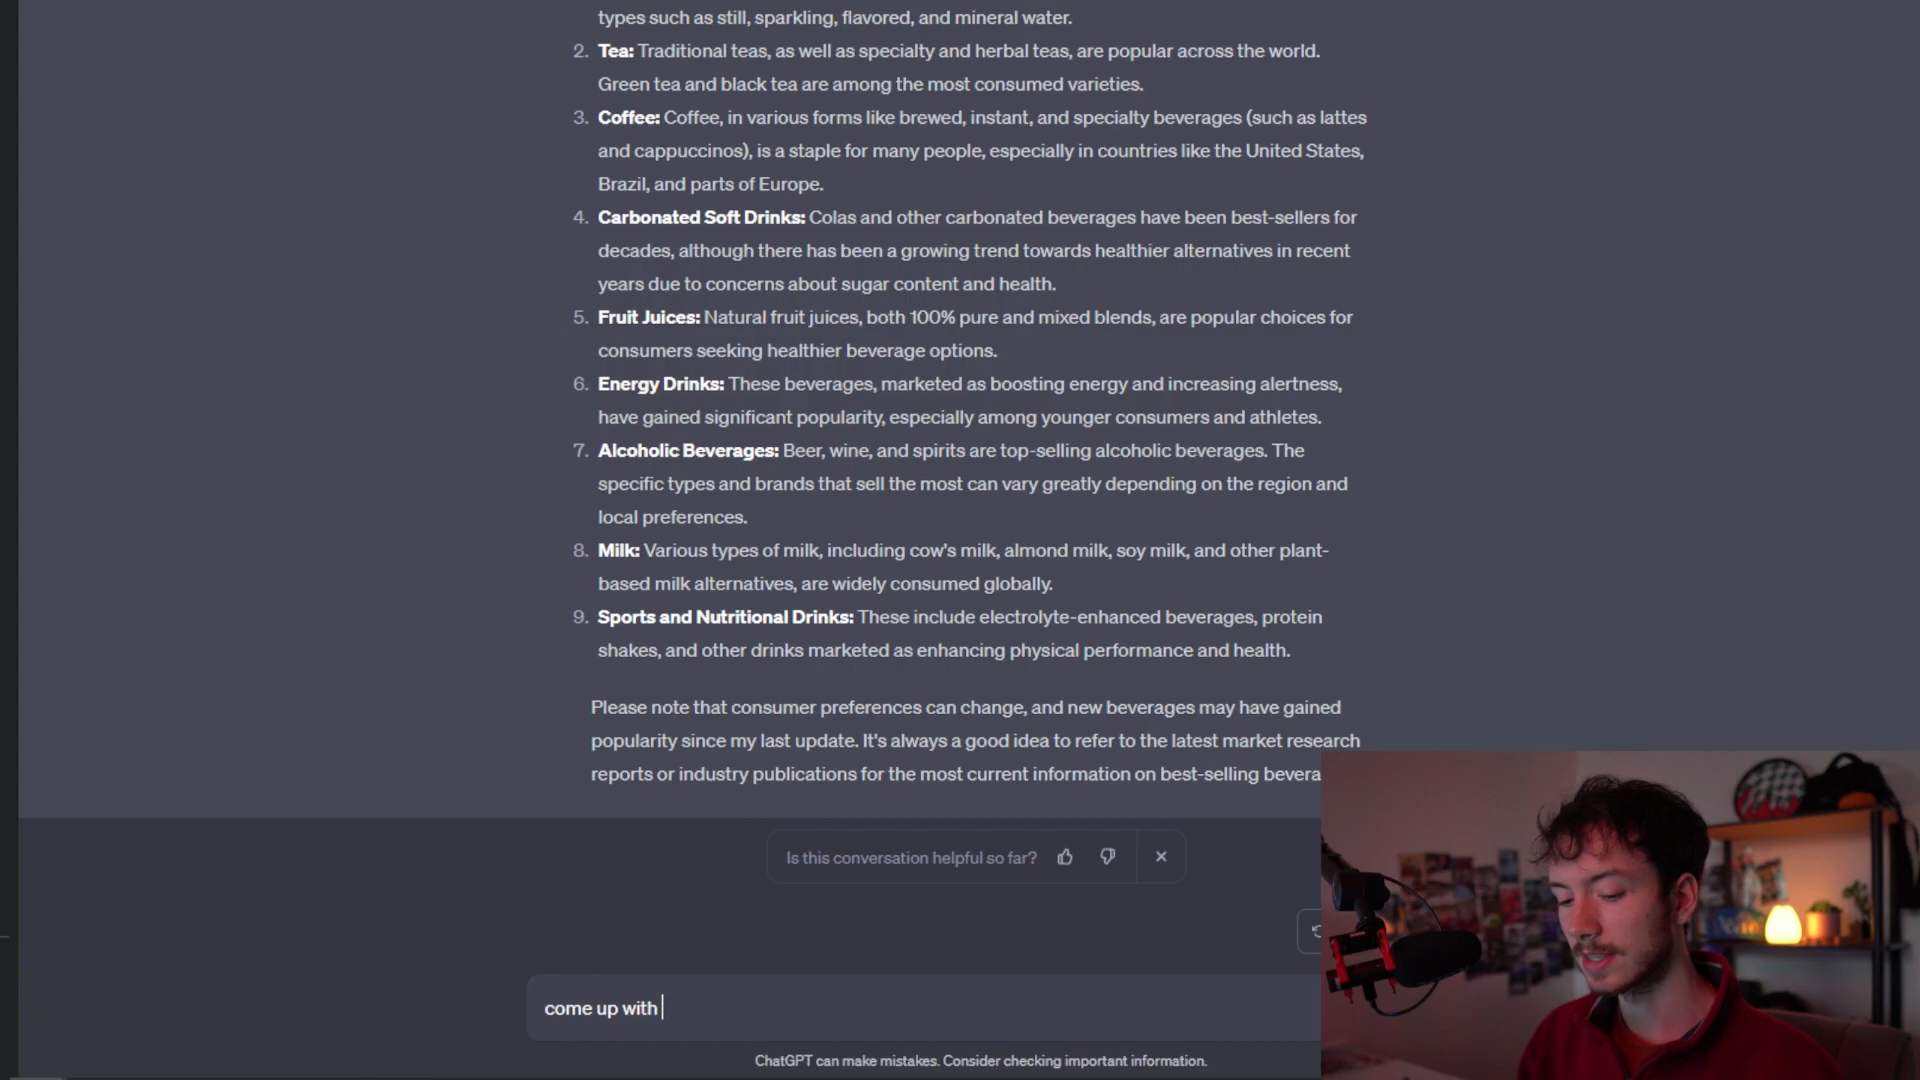 types such as still, sparkling, flavored, and mineral water.
2. Tea: Traditional teas, as well as specialty and herbal teas, are popular across the world.
Green tea and black tea are among the most consumed varieties.
3. Coffee: Coffee, in various forms like brewed, instant, and specialty beverages (such as lattes
and cappuccinos), is a staple for many people, especially in countries like the United States,
Brazil, and parts of Europe.
4. Carbonated Soft Drinks: Colas and other carbonated beverages have been best-sellers for
decades, although there has been a growing trend towards healthier alternatives in recent
years due to concerns about sugar content and health.
5. Fruit Juices: Natural fruit juices, both 100% pure and mixed blends, are popular choices for
consumers seeking healthier beverage options.
6. Energy Drinks: These beverages, marketed as boosting energy and increasing alertness,
have gained significant popularity, especially among younger consumers and athletes.
7. Alcoholic Beverages: Beer, wine, and spirits are top-selling alcoholic beverages. The
specific types and brands that sell the most can vary greatly depending on the region and
local preferences.
8. Milk: Various types of milk, including cow's milk, almond milk, soy milk, and other plant-
based milk alternatives, are widely consumed globally.
9. Sports and Nutritional Drinks: These include electrolyte-enhanced beverages, protein
shakes, and other drinks marketed as enhancing physical performance and health.
Please note that consumer preferences can change, and new beverages may have gained
popularity since my last update. It's always a good idea to refer to the latest market research
reports or industry publications for the most current information on best-selling bevera
Is this conversation helpful so far?
come up with
ChatGPT can make mistakes. Consider checking important information.